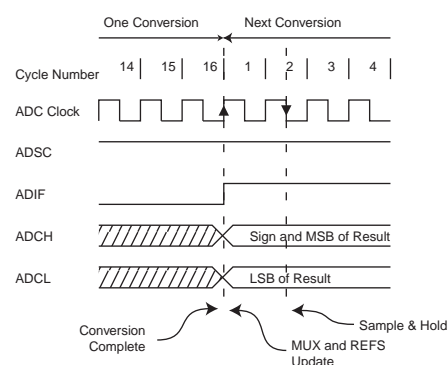 One Conversion Next Conversion
Cycle Number 14 15 16 1 2 3 4
ADC Clock
ADSC
ADIF
ADCH Sign and MSB of Result
ADCL LSB of Result
Conversion
Complete
MUX and REFS
Update
Sample & Hold